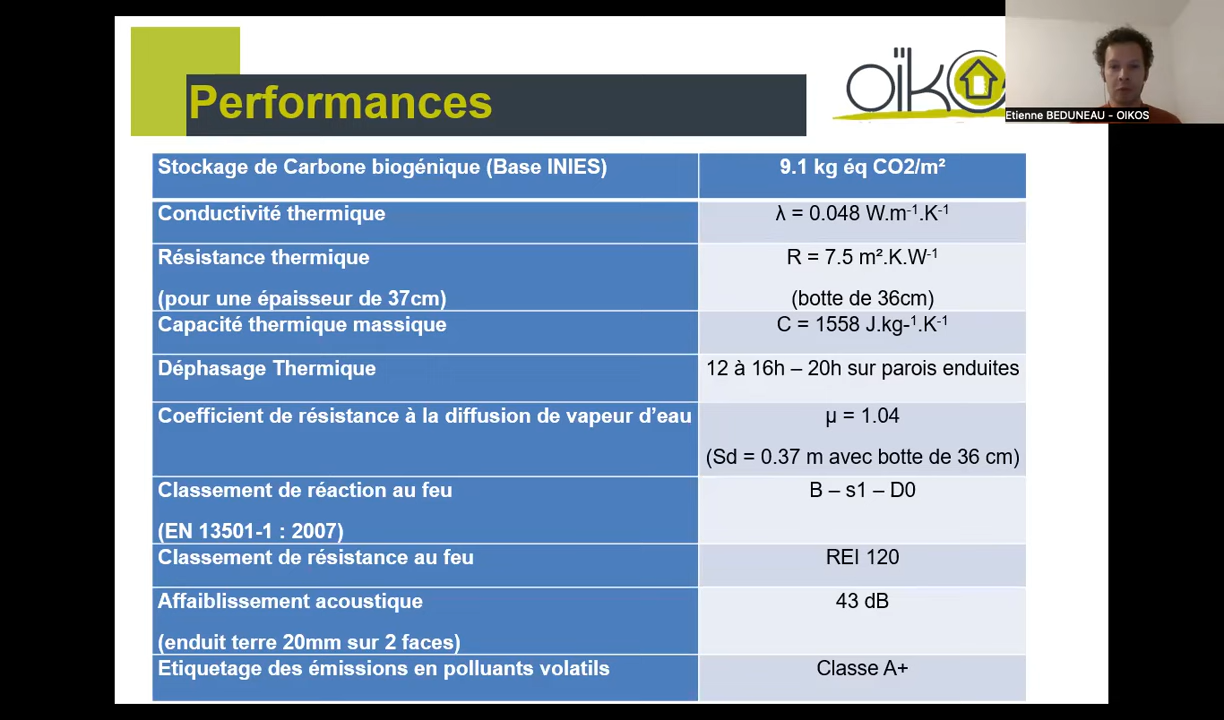 Performances
OÏKOS
Etienne BEDUNEAU - OIKOS
Stockage de Carbone biogénique (Base INIES)
9.1 kg éq CO2/m²
Conductivité thermique
λ = 0.048 W.m⁻¹.K⁻¹
Résistance thermique
(pour une épaisseur de 37cm)
R = 7.5 m².K.W⁻¹
(botte de 36cm)
Capacité thermique massique
C = 1558 J.kg-¹.K⁻¹
Déphasage Thermique
12 à 16h – 20h sur parois enduites
Coefficient de résistance à la diffusion de vapeur d’eau
µ = 1.04
(Sd = 0.37 m avec botte de 36 cm)
Classement de réaction au feu
(EN 13501-1 : 2007)
B – s1 – D0
Classement de résistance au feu
REI 120
Affaiblissement acoustique
(enduit terre 20mm sur 2 faces)
43 dB
Etiquetage des émissions en polluants volatils
Classe A+